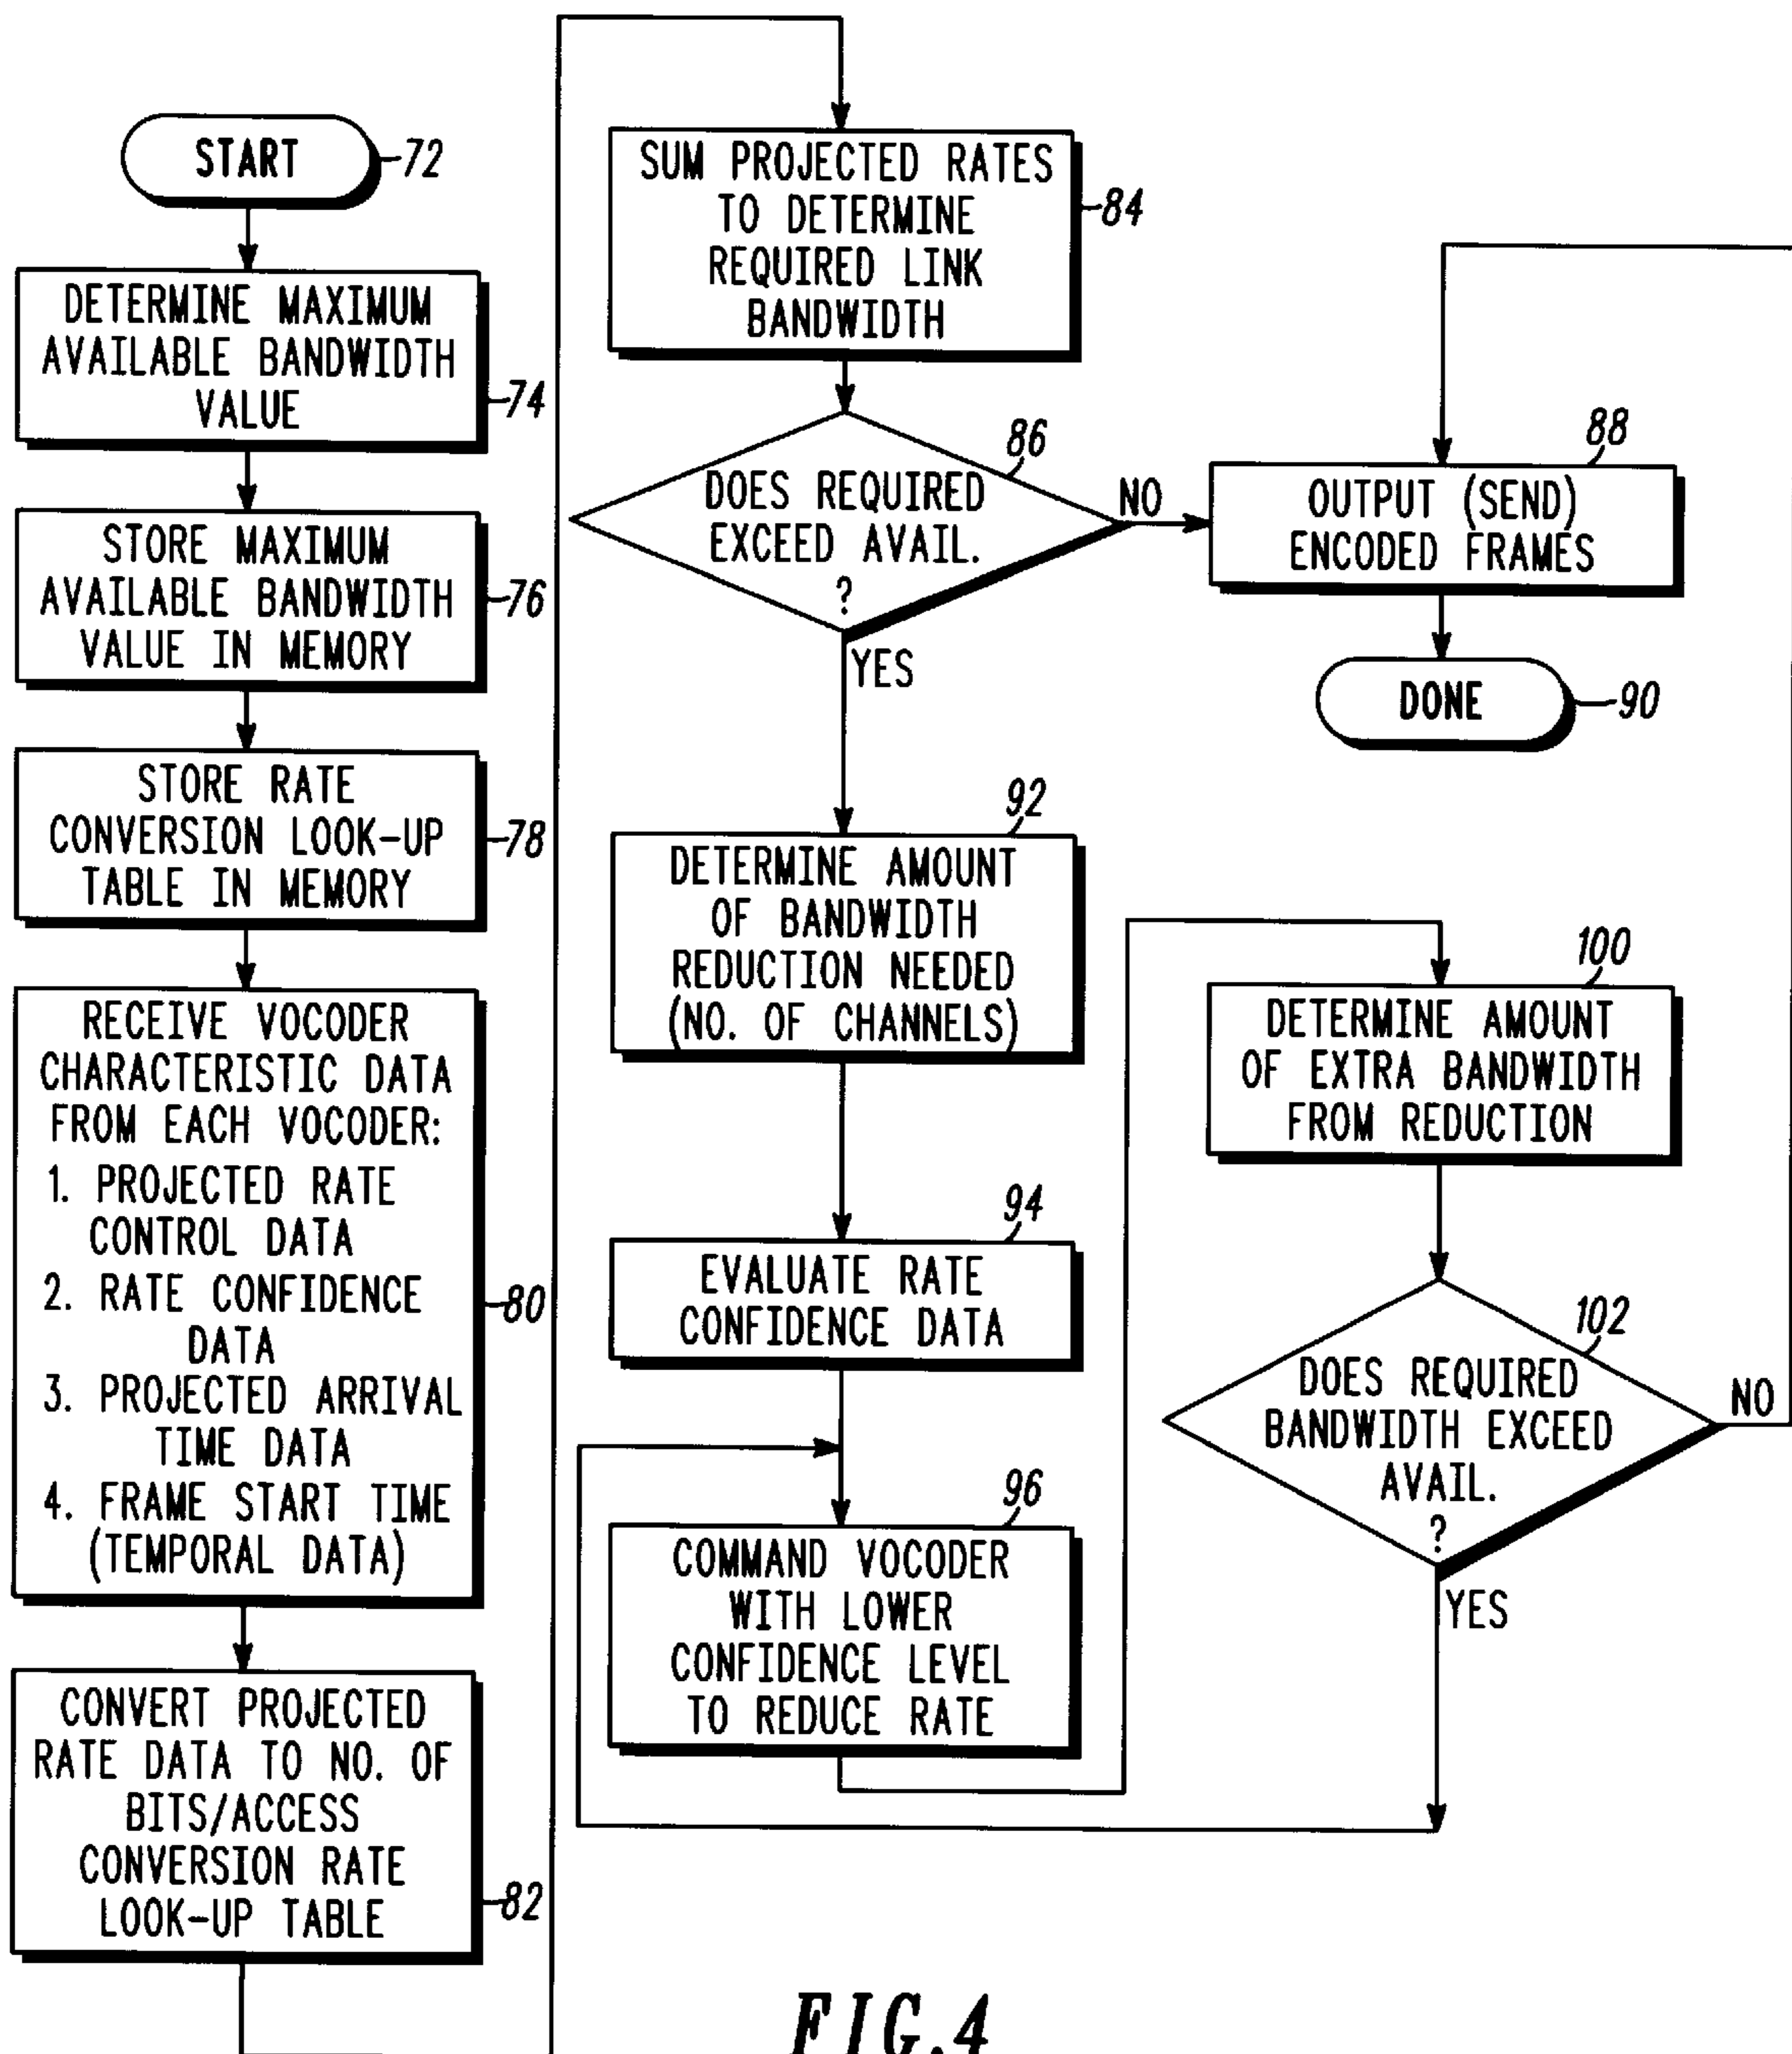 START
72
DETERMINE MAXIMUM
AVAILABLE BANDWIDTH
VALUE
74
STORE MAXIMUM
AVAILABLE BANDWIDTH
VALUE IN MEMORY
76
STORE RATE
CONVERSION LOOK-UP
TABLE IN MEMORY
78
RECEIVE VOCODER
CHARACTERISTIC DATA
FROM EACH VOCODER:
1. PROJECTED RATE
CONTROL DATA
2. RATE CONFIDENCE
DATA
3. PROJECTED ARRIVAL
TIME DATA
4. FRAME START TIME
(TEMPORAL DATA)
80
CONVERT PROJECTED
RATE DATA TO NO. OF
BITS/ACCESS
CONVERSION RATE
LOOK-UP TABLE
82
SUM PROJECTED RATES
TO DETERMINE
REQUIRED LINK
BANDWIDTH
84
86
DOES REQUIRED
EXCEED AVAIL.
?
NO
YES
88
OUTPUT (SEND)
ENCODED FRAMES
DONE
90
92
DETERMINE AMOUNT
OF BANDWIDTH
REDUCTION NEEDED
(NO. OF CHANNELS)
94
EVALUATE RATE
CONFIDENCE DATA
96
COMMAND VOCODER
WITH LOWER
CONFIDENCE LEVEL
TO REDUCE RATE
100
DETERMINE AMOUNT
OF EXTRA BANDWIDTH
FROM REDUCTION
102
DOES REQUIRED
BANDWIDTH EXCEED
AVAIL.
?
NO
YES
FIG.4